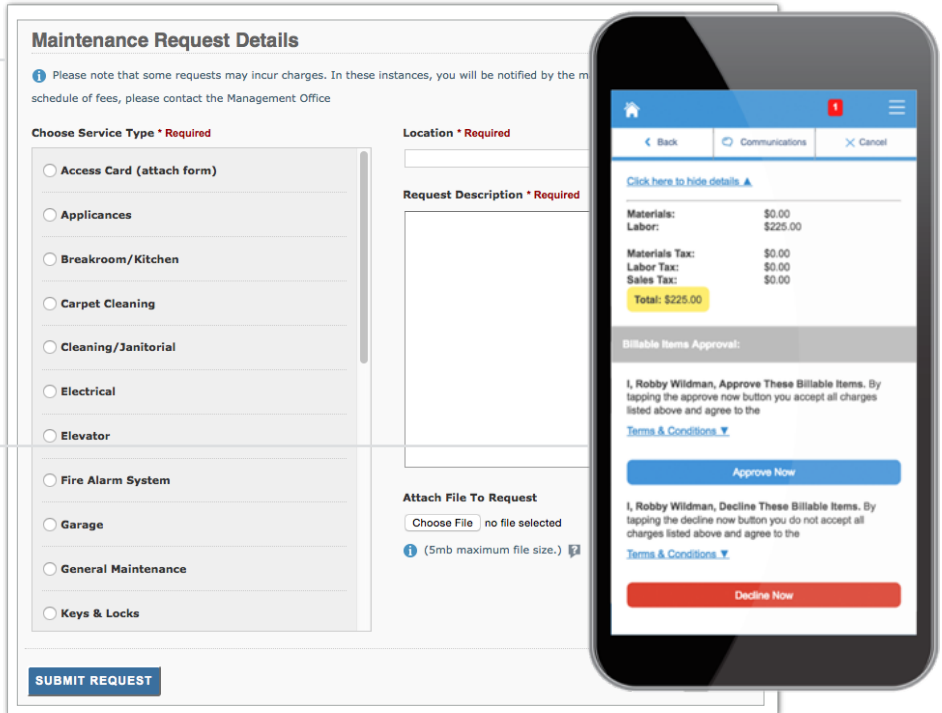 Maintenance Request Details
Please note that some requests may incur charges. In these instances, you will be notified by the m
schedule of fees, please contact the Management Office
Choose Service Type * Required
Access Card (attach form)
Applicances
Breakroom/Kitchen
Carpet Cleaning
Cleaning/Janitorial
Electrical
Elevator
Fire Alarm System
Garage
General Maintenance
Keys & Locks
SUBMIT REQUEST
Location * Required
Request Description * Required
Attach File To Request
Choose File no file selected
(5mb maximum file size.) ?
1
Back Communications Cancel
Click here to hide details ▲
Materials: $0.00
Labor: $225.00
Materials Tax: $0.00
Labor Tax: $0.00
Sales Tax: $0.00
Total: $225.00
Billable Items Approval:
I, Robby Wildman, Approve These Billable Items. By
tapping the approve now button you accept all charges
listed above and agree to the
Terms & Conditions ▼
Approve Now
I, Robby Wildman, Decline These Billable Items. By
tapping the decline now button you do not accept all
charges listed above and agree to the
Terms & Conditions ▼
Decline Now